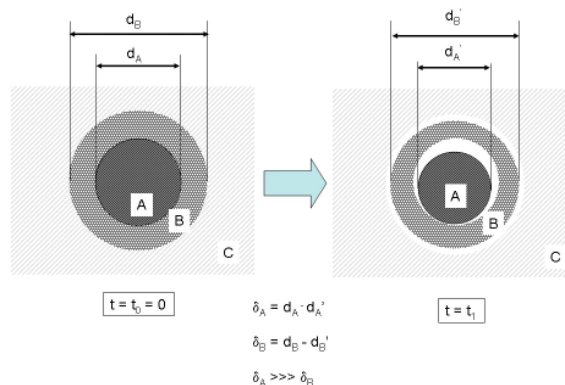 d_B
d_A
A
B
C
t = t_0 = 0
d_B'
d_A'
A
B
C
t = t_1
δ_A = d_A - d_A'
δ_B = d_B - d_B'
δ_A >>> δ_B